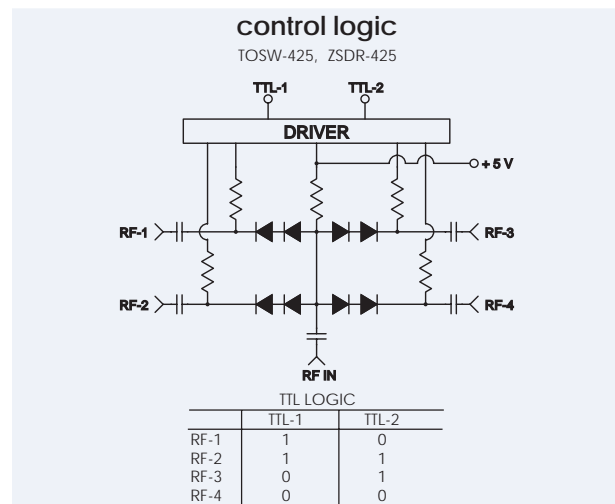 control logic
TOSW-425, ZSDR-425
TTL-1 TTL-2
DRIVER
+ 5 V
RF-1 RF-3
RF-2 RF-4
RF IN
TTL LOGIC
TTL-1 TTL-2
RF-1 1 0
RF-2 1 1
RF-3 0 1
RF-4 0 0